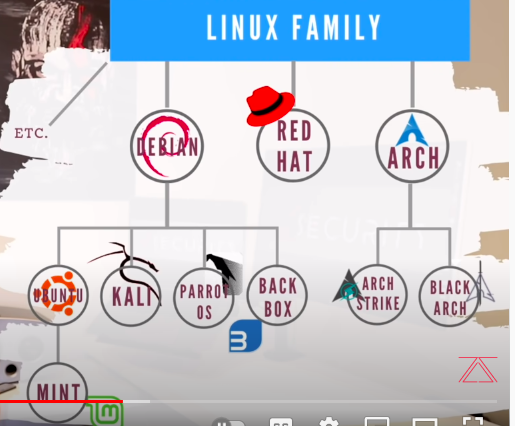 LINUX FAMILY
ETC.
DEBIAN
RED
HAT
ARCH
UBUNTU
KALI
PARROT
OS
BACK
BOX
ARCH
STRIKE
BLACK
ARCH
MINT